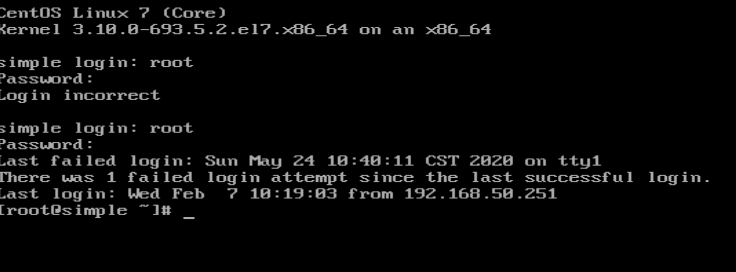 CentOS Linux 7 (Core)
Kernel 3.10.0-693.5.2.el7.x86_64 on an x86_64
simple login: root
Password:
Login incorrect
simple login: root
Password:
Last failed login: Sun May 24 10:40:11 CST 2020 on tty1
There was 1 failed login attempt since the last successful login.
Last login: Wed Feb  7 10:19:03 from 192.168.50.251
[root@simple ~]# _